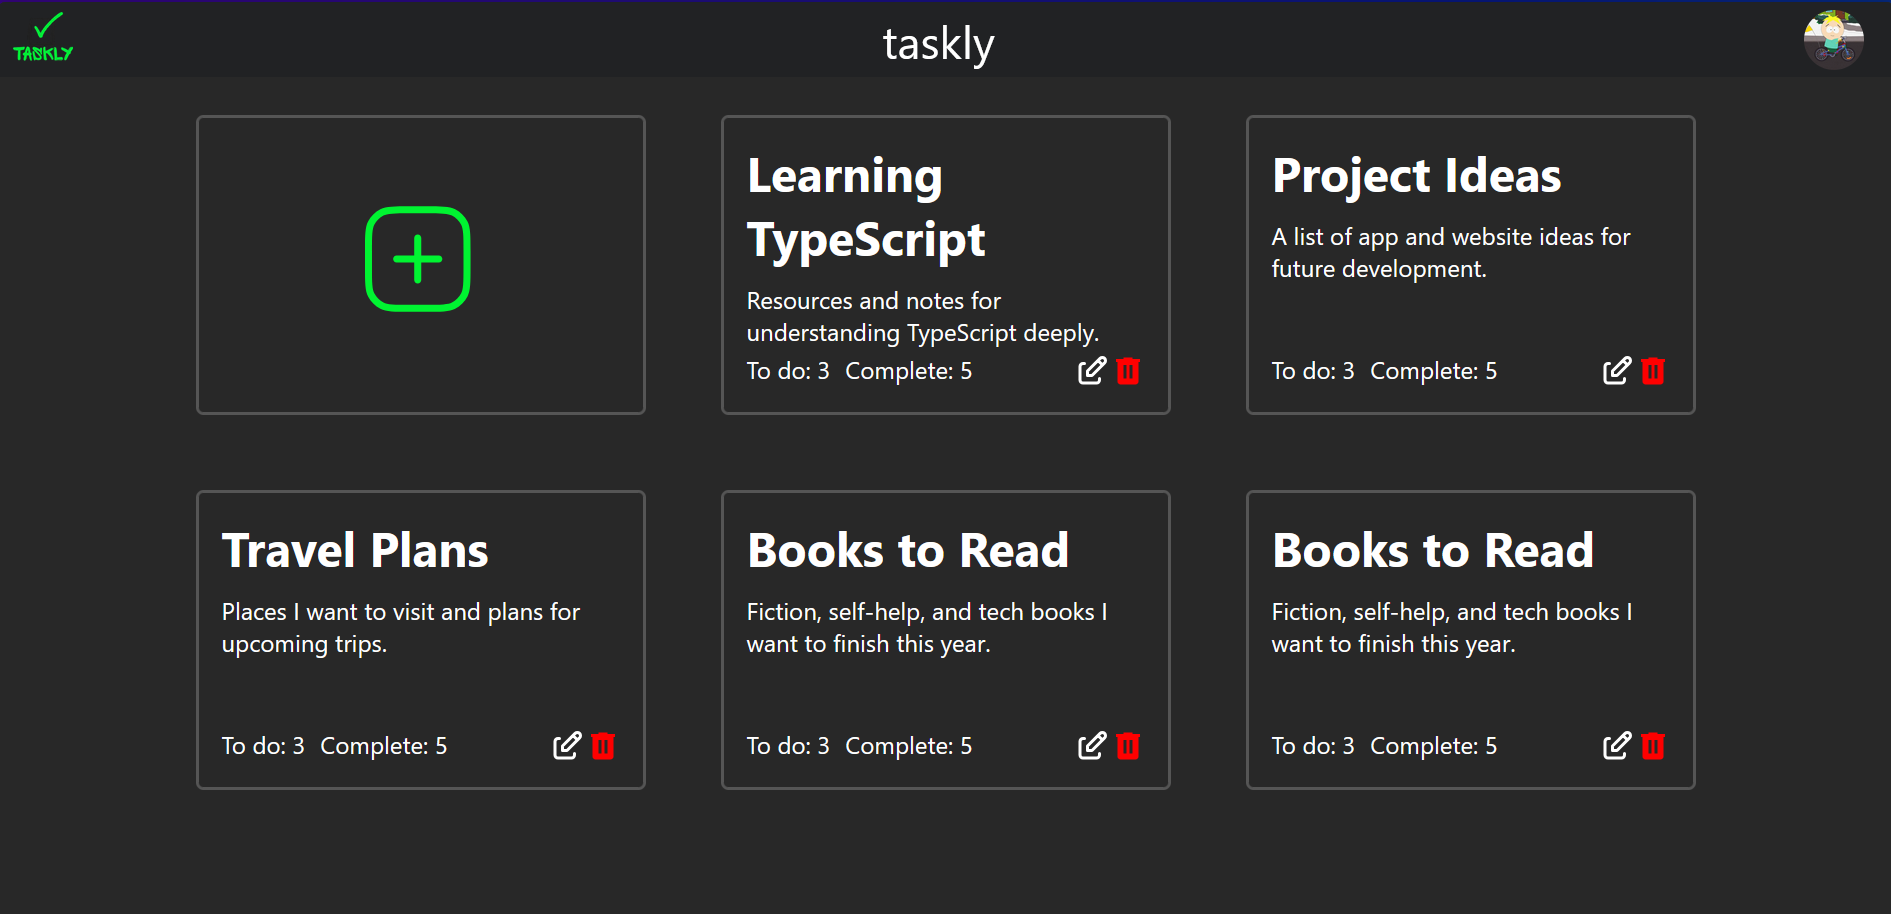 TASKLY
taskly
Learning
TypeScript
Resources and notes for
understanding TypeScript deeply.
To do: 3 Complete: 5
Project Ideas
A list of app and website ideas for
future development.
To do: 3 Complete: 5
Travel Plans
Places I want to visit and plans for
upcoming trips.
To do: 3 Complete: 5
Books to Read
Fiction, self-help, and tech books I
want to finish this year.
To do: 3 Complete: 5
Books to Read
Fiction, self-help, and tech books I
want to finish this year.
To do: 3 Complete: 5